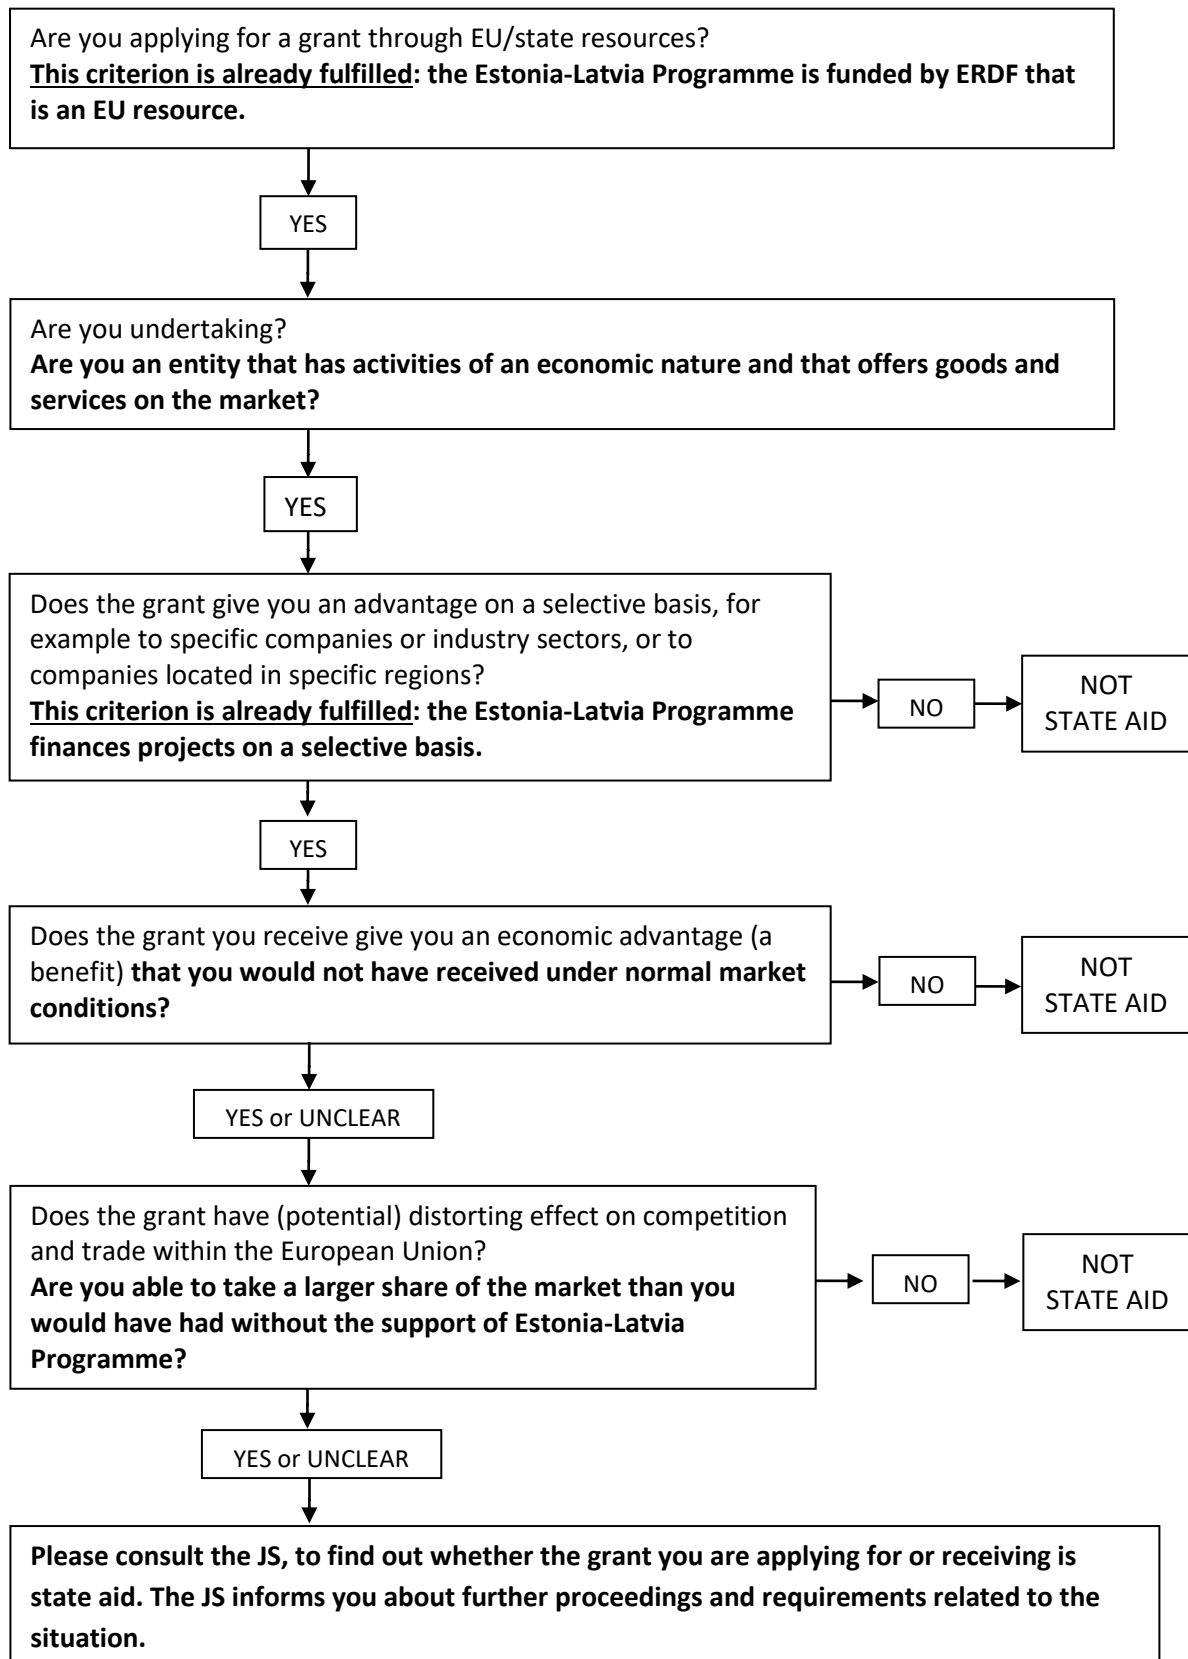 Are you applying for a grant through EU/state resources?
This criterion is already fulfilled: the Estonia-Latvia Programme is funded by ERDF that
is an EU resource.
YES
Are you undertaking?
Are you an entity that has activities of an economic nature and that offers goods and
services on the market?
YES
Does the grant give you an advantage on a selective basis, for
example to specific companies or industry sectors, or to
companies located in specific regions?
This criterion is already fulfilled: the Estonia-Latvia Programme
finances projects on a selective basis.
NO
NOT
STATE AID
YES
Does the grant you receive give you an economic advantage (a
benefit) that you would not have received under normal market
conditions?
NO
NOT
STATE AID
YES or UNCLEAR
Does the grant have (potential) distorting effect on competition
and trade within the European Union?
Are you able to take a larger share of the market than you
would have had without the support of Estonia-Latvia
Programme?
NO
NOT
STATE AID
YES or UNCLEAR
Please consult the JS, to find out whether the grant you are applying for or receiving is
state aid. The JS informs you about further proceedings and requirements related to the
situation.